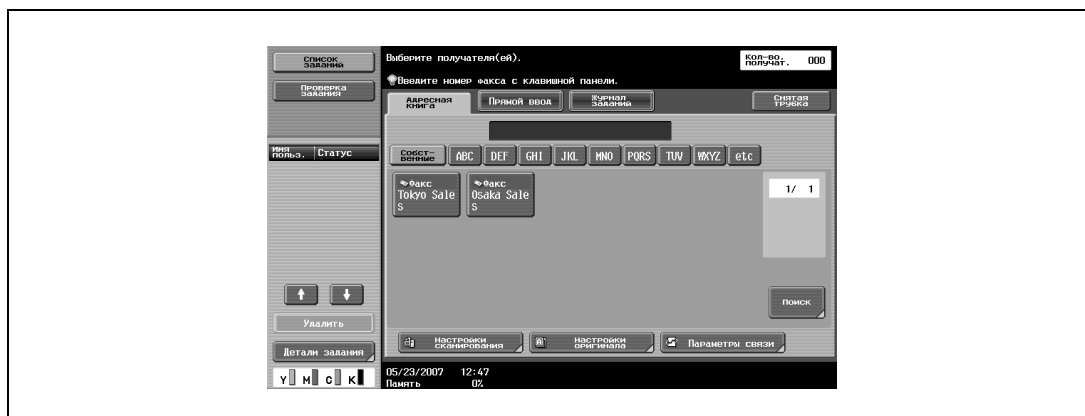 Список
заданий
Проверка
задания
Имя
польз.
Статус
Удалить
Детали задания
Y M C K
Выберите получателя(ей).
Кол-во.
получат.
000
Введите номер факса с клавишной панели.
Адресная
книга
Прямой ввод
Журнал
заданий
Снятая
трубка
Собст-
венные
ABC DEF GHI JKL MNO PQRS TUV WXYZ etc
Факс
Tokyo Sale
s
Факс
Osaka Sale
s
1/ 1
Поиск
Настройки
сканирования
Настройки
оригинала
Параметры связи
05/23/2007 12:47
Память 0%